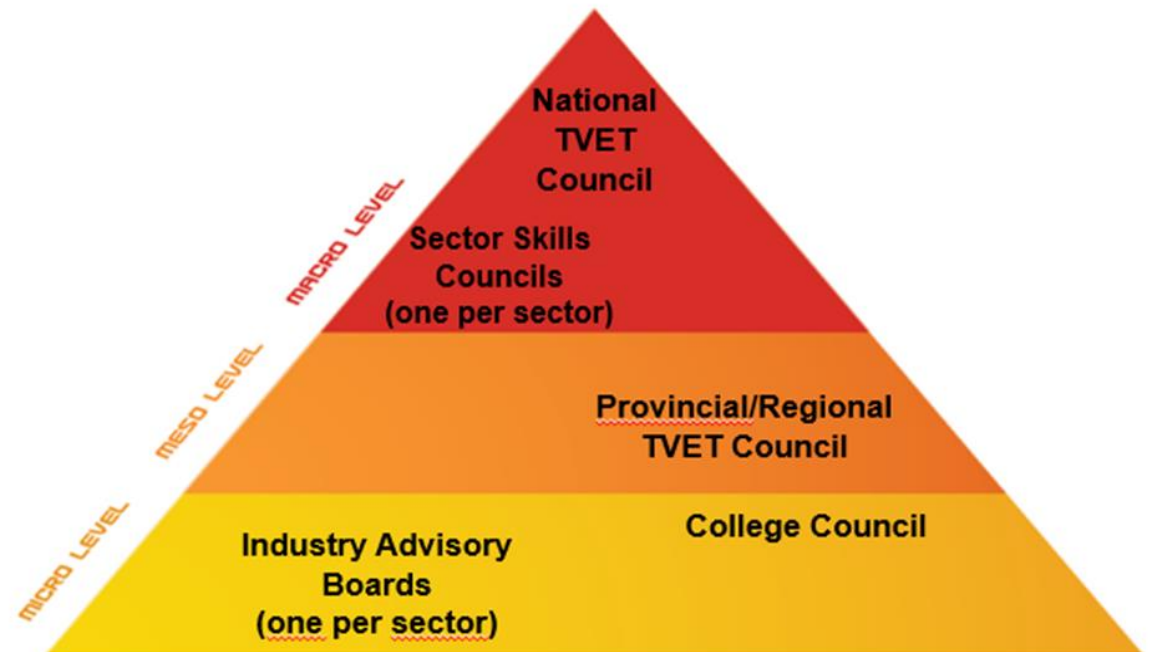 National
TVET
Council
MACRO LEVEL
Sector Skills
Councils
(one per sector)
MESO LEVEL
Provincial/Regional
TVET Council
MICRO LEVEL
College Council
Industry Advisory
Boards
(one per sector)